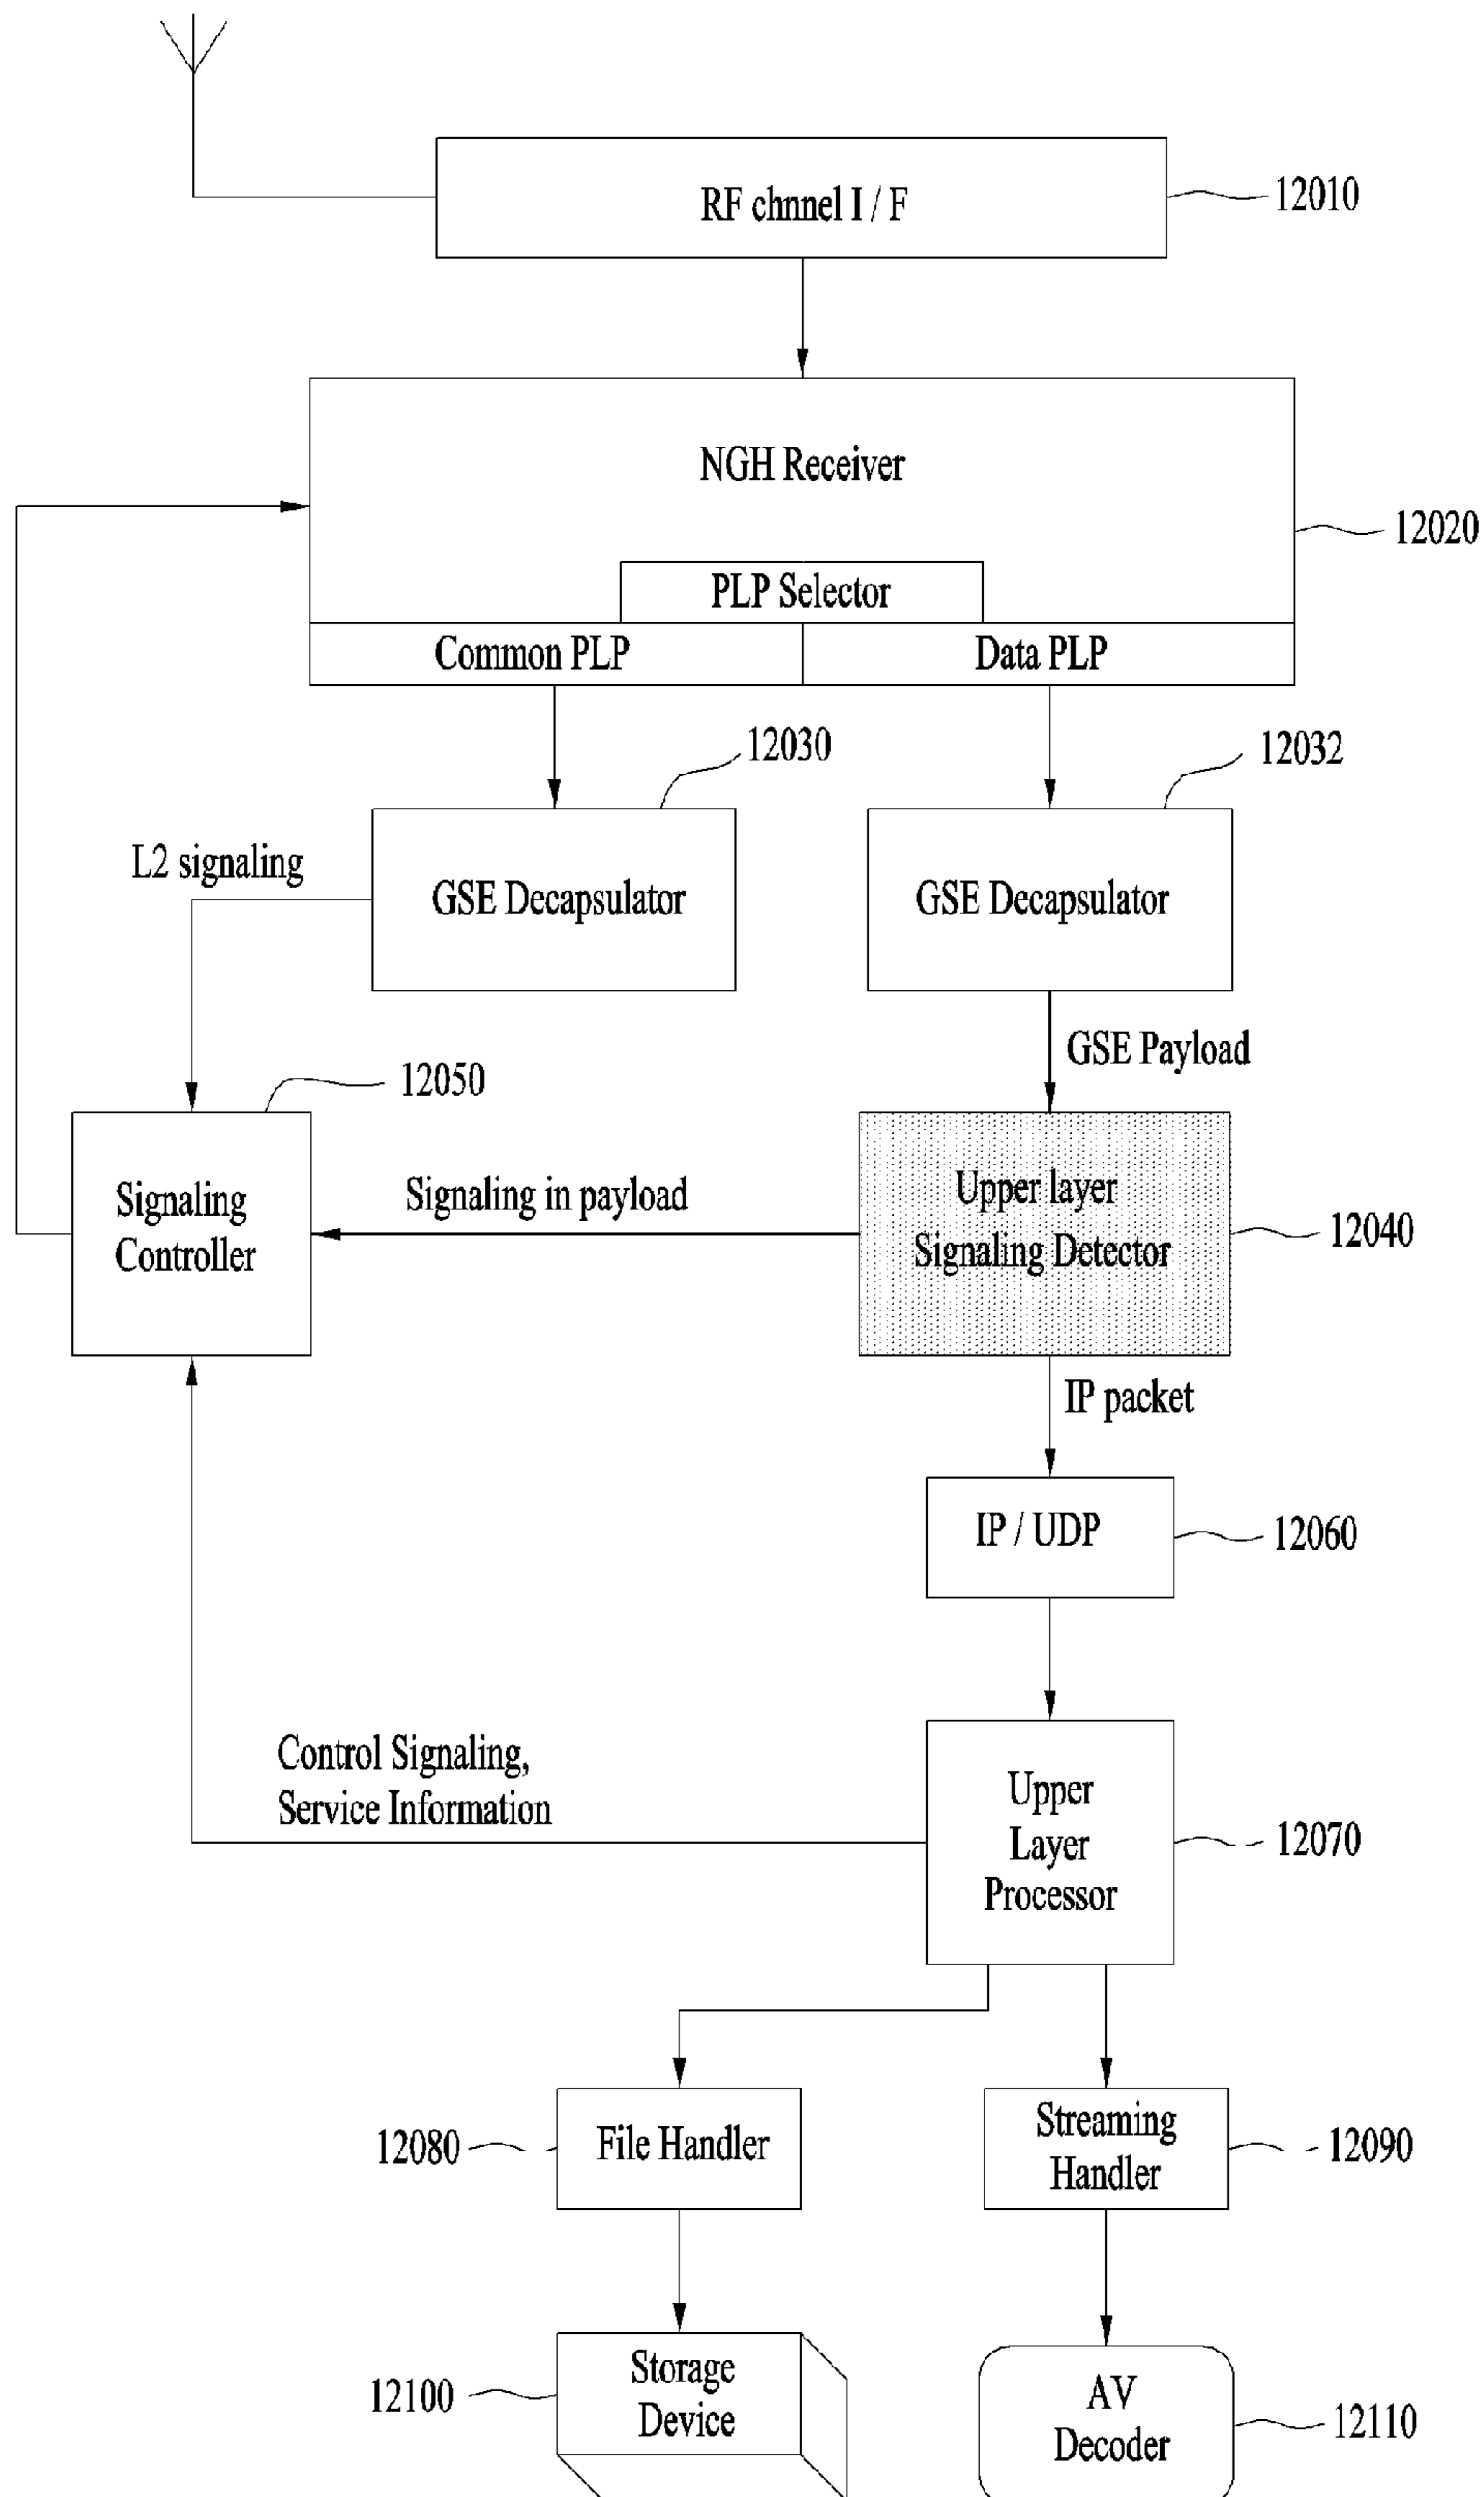 RF chnnel I / F
12010
NGH Receiver
12020
PLP Selector
Common PLP
Data PLP
12030
12032
L2 signaling
GSE Decapsulator
GSE Decapsulator
GSE Payload
12050
Signaling
Controller
Signaling in payload
Upper layer
Signaling Detector
12040
IP packet
IP / UDP
12060
Control Signaling,
Service Information
Upper
Layer
Processor
12070
12080
File Handler
Streaming
Handler
12090
12100
Storage
Device
AV
Decoder
12110